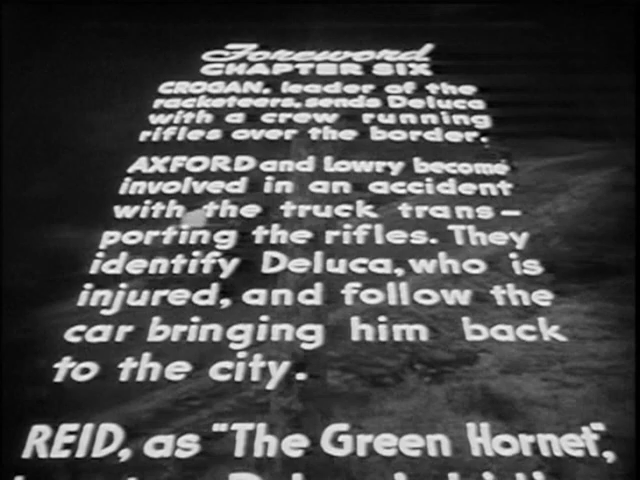 Foreword
CHAPTER SIX
CROGAN, leader of the
racketeers, sends Deluca
with a crew running
rifles over the border.
AXFORD and Lowry become
involved in an accident
with the truck trans-
porting the rifles. They
identify Deluca, who is
injured, and follow the
car bringing him back
to the city.
REID, as "The Green Hornet",